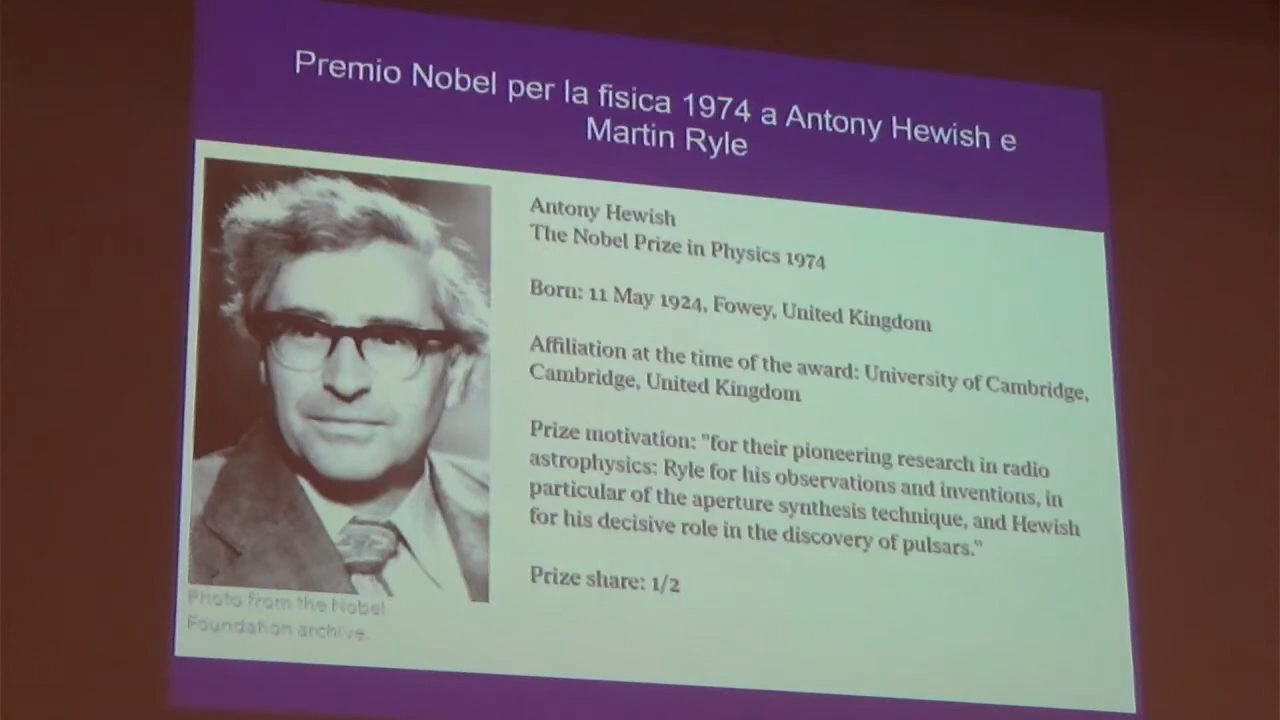 Premio Nobel per la fisica 1974 a Antony Hewish e
Martin Ryle
Antony Hewish
The Nobel Prize in Physics 1974
Born: 11 May 1924, Fowey, United Kingdom
Affiliation at the time of the award: University of Cambridge,
Cambridge, United Kingdom
Prize motivation: "for their pioneering research in radio
astrophysics: Ryle for his observations and inventions, in
particular of the aperture synthesis technique, and Hewish
for his decisive role in the discovery of pulsars."
Prize share: 1/2
Photo from the Nobel
Foundation archive.